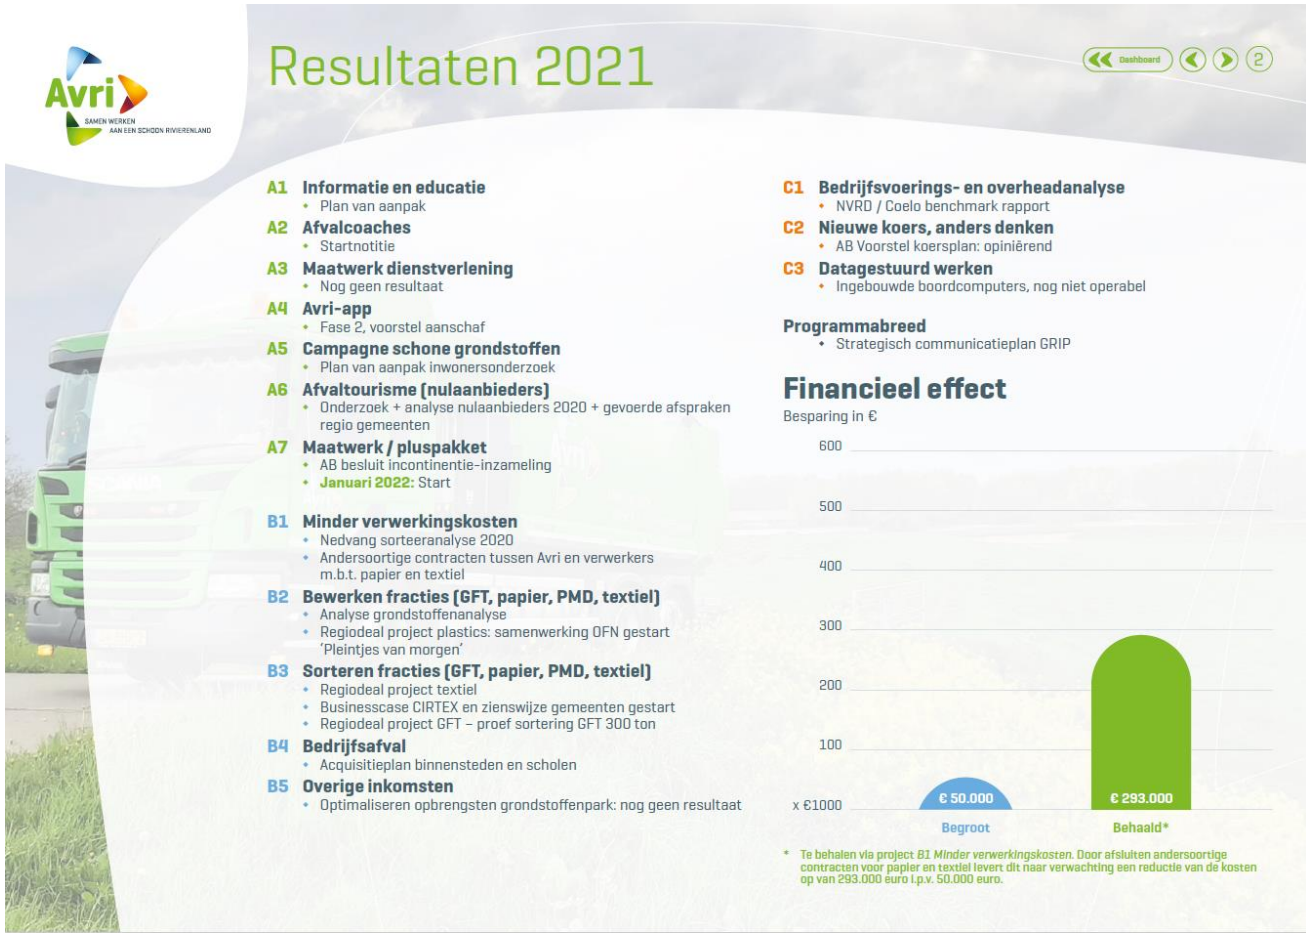 Avri
SAMEN WERKEN
AAN EEN SCHOON RIVIERENLAND
Resultaten 2021
Dashboard
2
A1 Informatie en educatie
• Plan van aanpak
A2 Afvalcoaches
• Startnotitie
A3 Maatwerk dienstverlening
• Nog geen resultaat
A4 Avri-app
• Fase 2, voorstel aanschaf
A5 Campagne schone grondstoffen
• Plan van aanpak inwonersonderzoek
A6 Afvaltourisme (nulaanbieders)
• Onderzoek + analyse nulaanbieders 2020 + gevoerde afspraken
regio gemeenten
A7 Maatwerk / pluspakket
• AB besluit incontinentie-inzameling
• Januari 2022: Start
B1 Minder verwerkingskosten
• Nedvang sorteeranalyse 2020
• Andersoortige contracten tussen Avri en verwerkers
m.b.t. papier en textiel
B2 Bewerken fracties (GFT, papier, PMD, textiel)
• Analyse grondstoffenanalyse
• Regiodeal project plastics: samenwerking OFN gestart
‘Pleintjes van morgen’
B3 Sorteren fracties (GFT, papier, PMD, textiel)
• Regiodeal project textiel
• Businesscase CIRTEX en zienswijze gemeenten gestart
• Regiodeal project GFT – proef sortering GFT 300 ton
B4 Bedrijfsafval
• Acquisitieplan binnensteden en scholen
B5 Overige inkomsten
• Optimaliseren opbrengsten grondstoffenpark: nog geen resultaat
C1 Bedrijfsvoerings- en overheadanalyse
• NVRD / Coelo benchmark rapport
C2 Nieuwe koers, anders denken
• AB Voorstel koersplan: opiniërend
C3 Datagestuurd werken
• Ingebouwde boordcomputers, nog niet operabel
Programmabreed
• Strategisch communicatieplan GRIP
Financieel effect
Besparing in €
600
500
400
300
200
100
x €1000
€ 50.000
€ 293.000
Begroot
Behaald*
* Te behalen via project B1 Minder verwerkingskosten. Door afsluiten andersoortige
contracten voor papier en textiel levert dit naar verwachting een reductie van de kosten
op van 293.000 euro i.p.v. 50.000 euro.